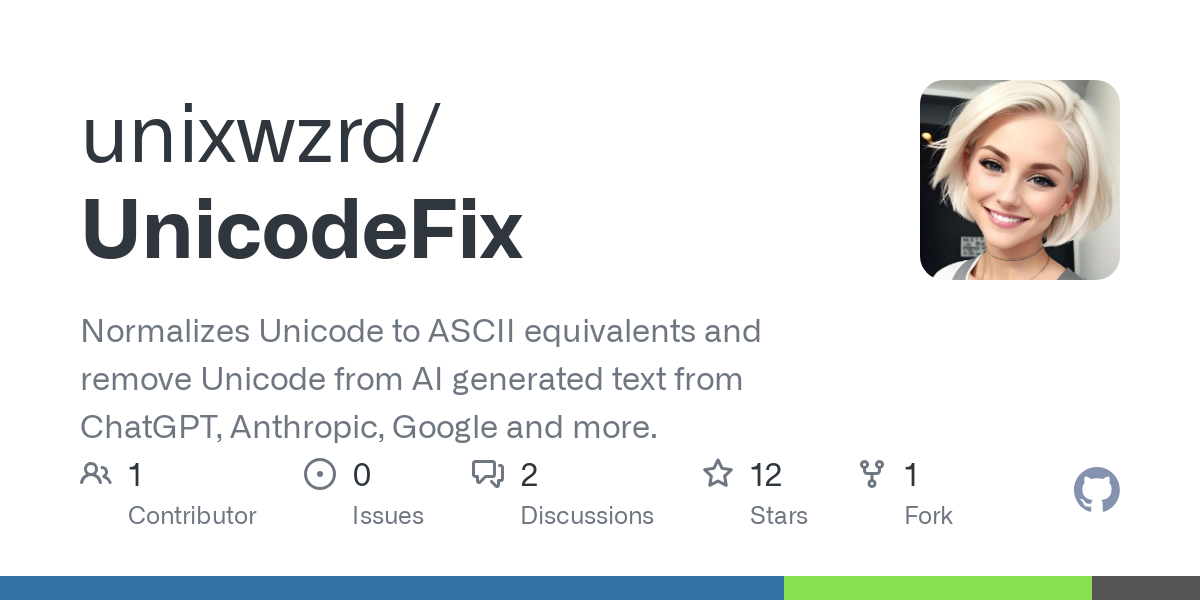 unixwzrd/
UnicodeFix
Normalizes Unicode to ASCII equivalents and
remove Unicode from AI generated text from
ChatGPT, Anthropic, Google and more.
1 0 2 12 1
Contributor Issues Discussions Stars Fork